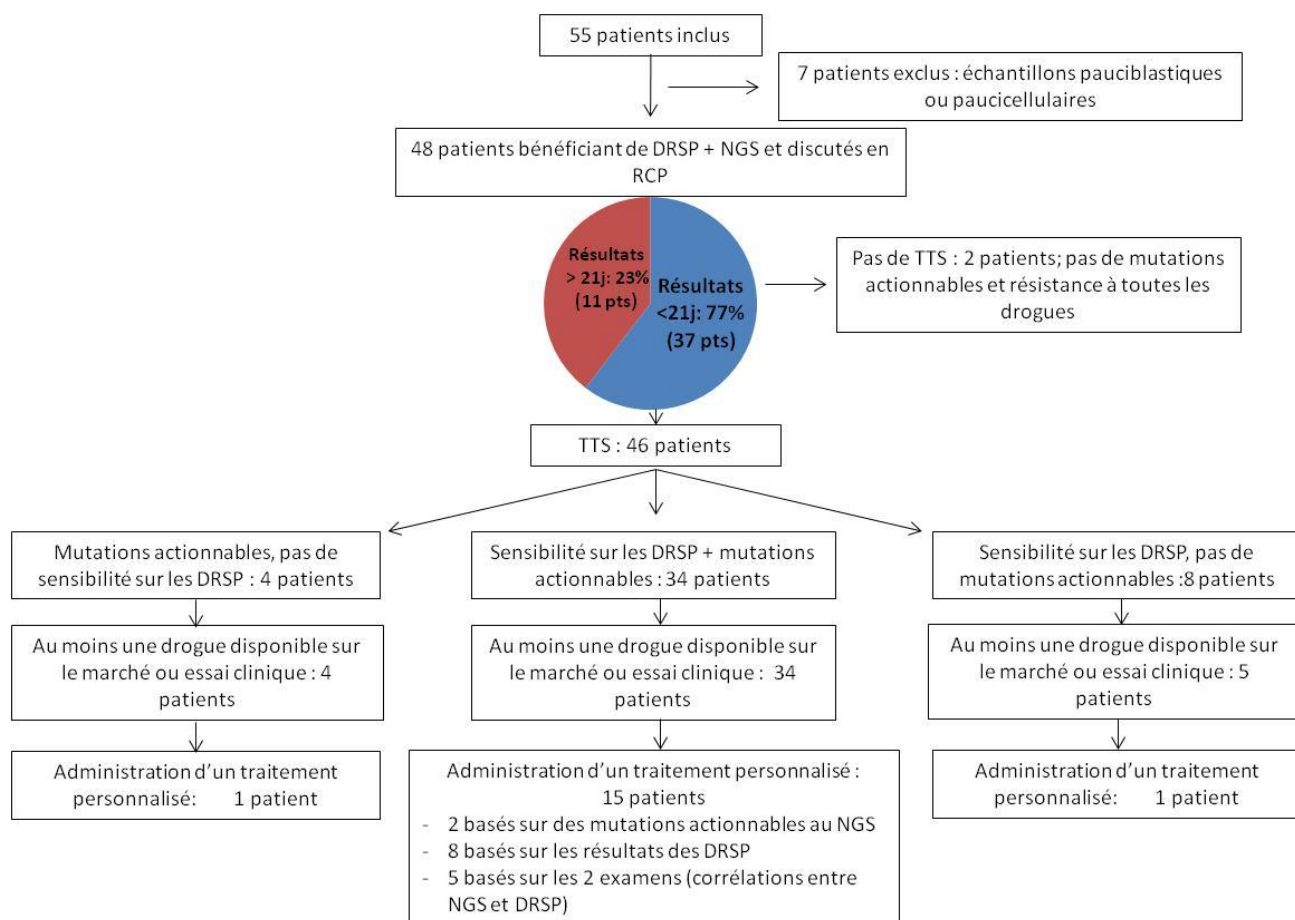 55 patients inclus
7 patients exclus : échantillons pauciblastiques
ou paucicellulaires
48 patients bénéficiant de DRSP + NGS et discutés en
RCP
Résultats
> 21j: 23%
(11 pts)
Résultats
<21j: 77%
(37 pts)
Pas de TTS : 2 patients; pas de mutations
actionnables et résistance à toutes les
drogues
TTS : 46 patients
Mutations actionnables, pas de
sensibilité sur les DRSP : 4 patients
Sensibilité sur les DRSP + mutations
actionnables : 34 patients
Sensibilité sur les DRSP, pas de
mutations actionnables :8 patients
Au moins une drogue disponible sur
le marché ou essai clinique : 4
patients
Au moins une drogue disponible sur
le marché ou essai clinique : 34
patients
Au moins une drogue disponible sur
le marché ou essai clinique : 5
patients
Administration d'un traitement
personnalisé: 1 patient
Administration d'un traitement personnalisé :
15 patients
- 2 basés sur des mutations actionnables au NGS
- 8 basés sur les résultats des DRSP
- 5 basés sur les 2 examens (corrélations entre
NGS et DRSP)
Administration d'un traitement
personnalisé: 1 patient